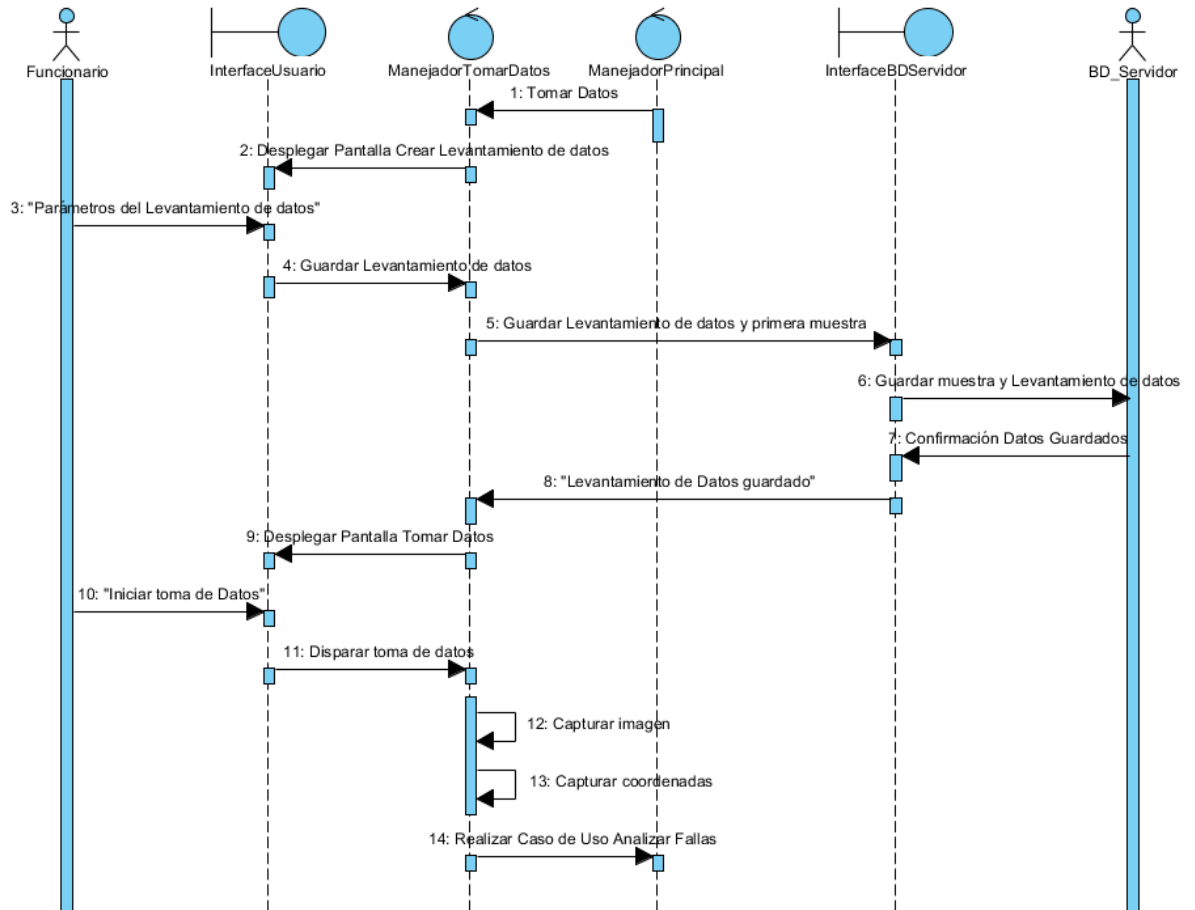 Funcionario
InterfaceUsuario
ManejadorTomarDatos
ManejadorPrincipal
InterfaceBDServidor
BD_Servidor
1: Tomar Datos
2: Desplegar Pantalla Crear Levantamiento de datos
3: "Parámetros del Levantamiento de datos"
4: Guardar Levantamiento de datos
5: Guardar Levantamiento de datos y primera muestra
6: Guardar muestra y Levantamiento de datos
7: Confirmación Datos Guardados
8: "Levantamiento de Datos guardado"
9: Desplegar Pantalla Tomar Datos
10: "Iniciar toma de Datos"
11: Disparar toma de datos
12: Capturar imagen
13: Capturar coordenadas
14: Realizar Caso de Uso Analizar Fallas